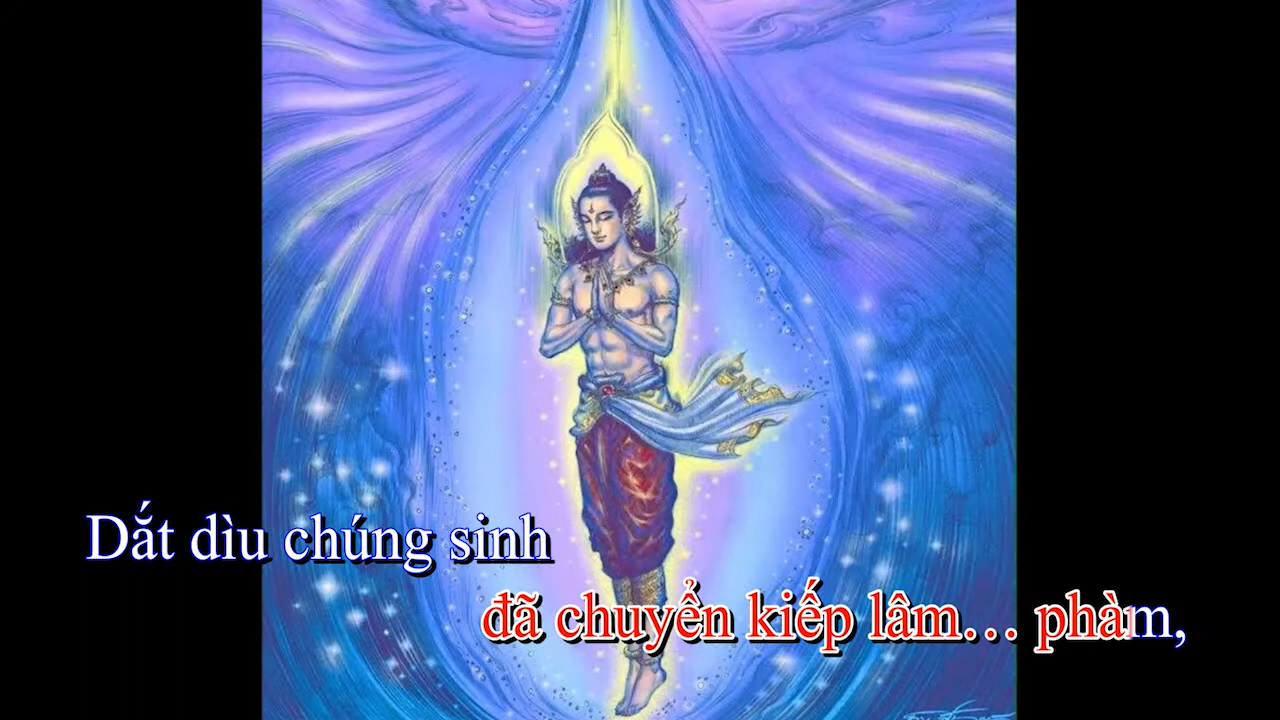 Dắt dìu chúng sinh
đã chuyển kiếp lâm... phàm,